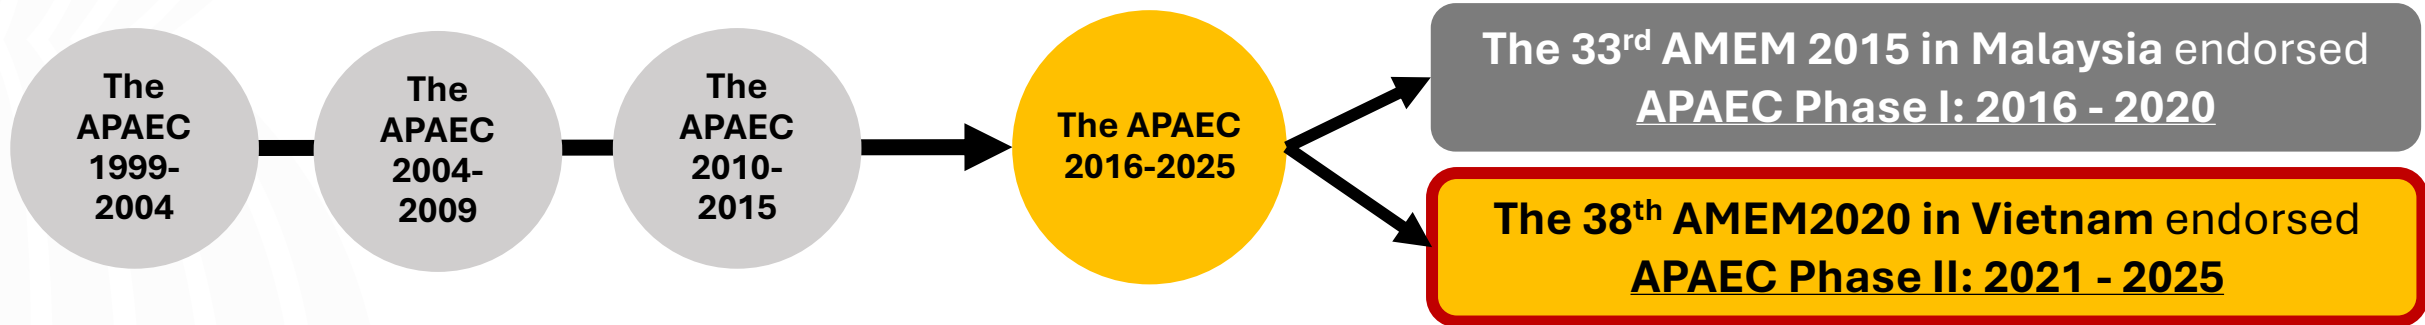 The
APAEC
1999-
2004
The
APAEC
2004-
2009
The
APAEC
2010-
2015
The APAEC
2016-2025
The 33rd AMEM 2015 in Malaysia endorsed
APAEC Phase I: 2016 - 2020
The 38th AMEM2020 in Vietnam endorsed
APAEC Phase II: 2021 - 2025